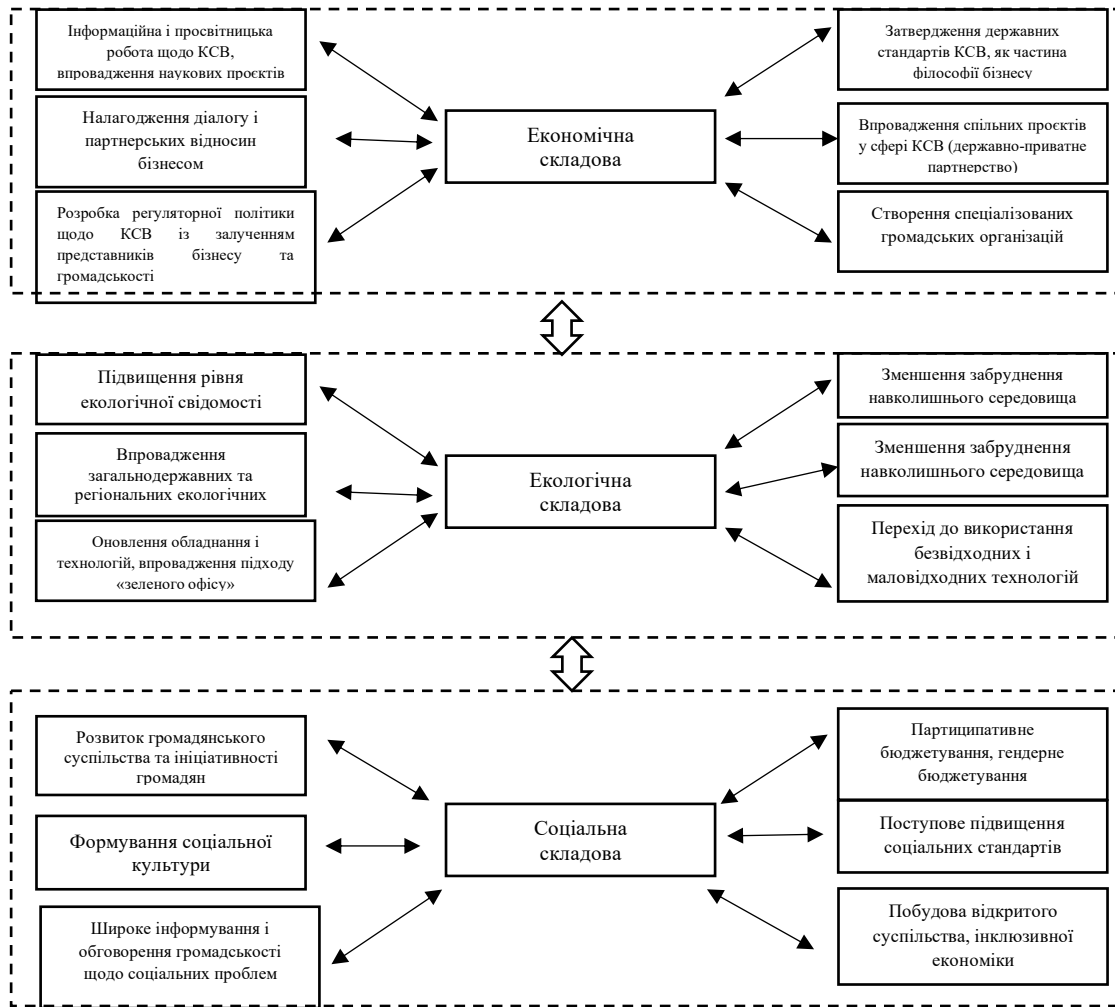 Інформаційна і просвітницька
робота щодо КСВ,
впровадження наукових проєктів
Налагодження діалогу і
партнерських відносин
бізнесом
Розробка регуляторної політики
щодо КСВ із залученням
представників бізнесу та
громадськості
Економічна
складова
Затвердження державних
стандартів КСВ, як частина
філософії бізнесу
Впровадження спільних проєктів
у сфері КСВ (державно-приватне
партнерство)
Створення спеціалізованих
громадських організацій
Підвищення рівня
екологічної свідомості
Впровадження
загальнодержавних та
регіональних екологічних
Оновлення обладнання і
технологій, впровадження підходу
«зеленого офісу»
Екологічна
складова
Зменшення забруднення
навколишнього середовища
Зменшення забруднення
навколишнього середовища
Перехід до використання
безвідходних і
маловідходних технологій
Розвиток громадянського
суспільства та ініціативності
громадян
Формування соціальної
культури
Широке інформування і
обговорення громадськості
щодо соціальних проблем
Соціальна
складова
Партиципативне
бюджетування, гендерне
бюджетування
Поступове підвищення
соціальних стандартів
Побудова відкритого
суспільства, інклюзивної
економіки